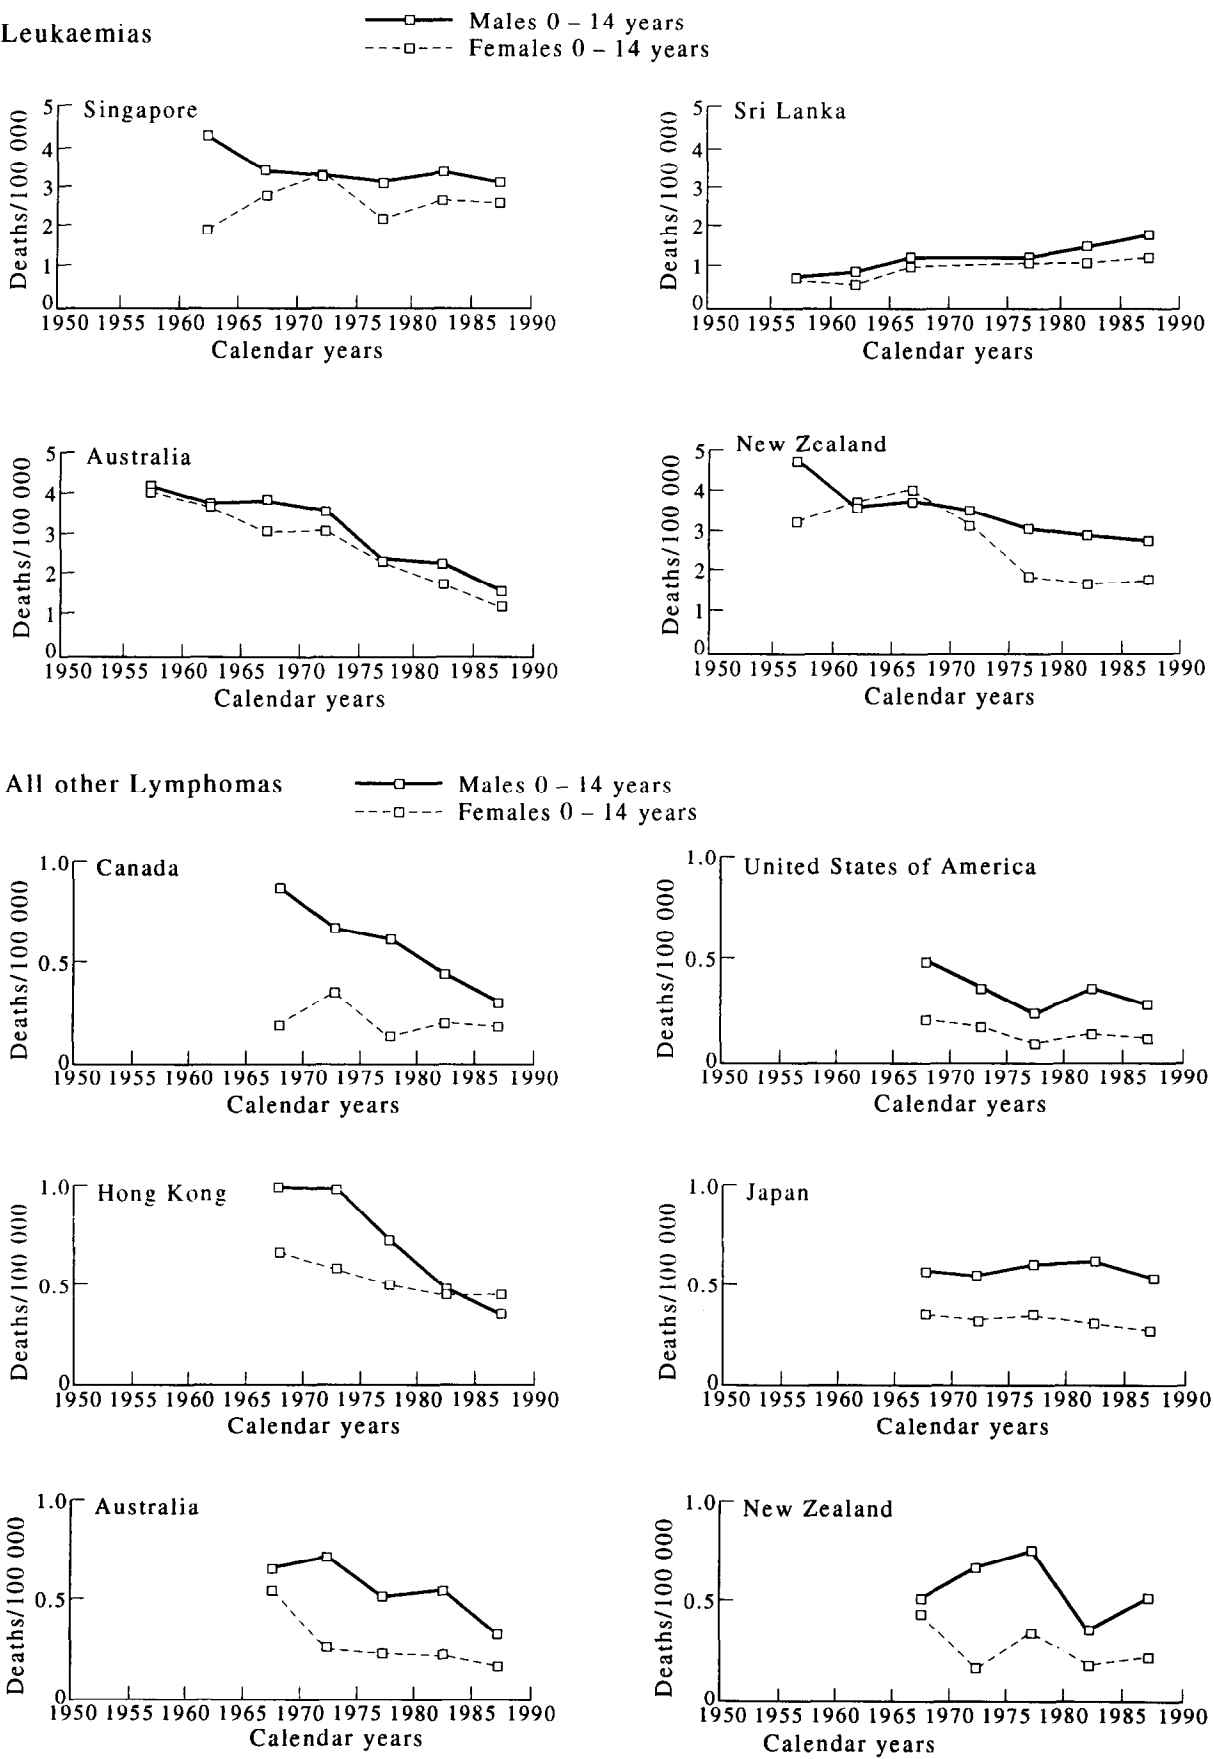 Leukaemias
Males 0 – 14 years
Females 0 – 14 years
Singapore
Deaths/100 000
5
4
3
2
1
0
1950 1955 1960 1965 1970 1975 1980 1985 1990
Calendar years
Sri Lanka
Deaths/100 000
5
4
3
2
1
0
1950 1955 1960 1965 1970 1975 1980 1985 1990
Calendar years
Australia
Deaths/100 000
5
4
3
2
1
0
1950 1955 1960 1965 1970 1975 1980 1985 1990
Calendar years
New Zealand
Deaths/100 000
5
4
3
2
1
0
1950 1955 1960 1965 1970 1975 1980 1985 1990
Calendar years
All other Lymphomas
Males 0 – 14 years
Females 0 – 14 years
Canada
Deaths/100 000
1.0
0.5
0
1950 1955 1960 1965 1970 1975 1980 1985 1990
Calendar years
United States of America
Deaths/100 000
1.0
0.5
0
1950 1955 1960 1965 1970 1975 1980 1985 1990
Calendar years
Hong Kong
Deaths/100 000
1.0
0.5
0
1950 1955 1960 1965 1970 1975 1980 1985 1990
Calendar years
Japan
Deaths/100 000
1.0
0.5
0
1950 1955 1960 1965 1970 1975 1980 1985 1990
Calendar years
Australia
Deaths/100 000
1.0
0.5
0
1950 1955 1960 1965 1970 1975 1980 1985 1990
Calendar years
New Zealand
Deaths/100 000
1.0
0.5
0
1950 1955 1960 1965 1970 1975 1980 1985 1990
Calendar years